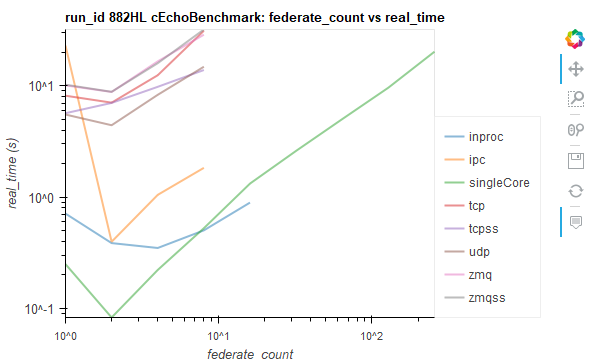 run_id 882HL cEchoBenchmark: federate_count vs real_time
real_time (s)
10^1
10^0
10^-1
10^0
10^1
10^2
federate_count
inproc
ipc
singleCore
tcp
tcpss
udp
zmq
zmqss